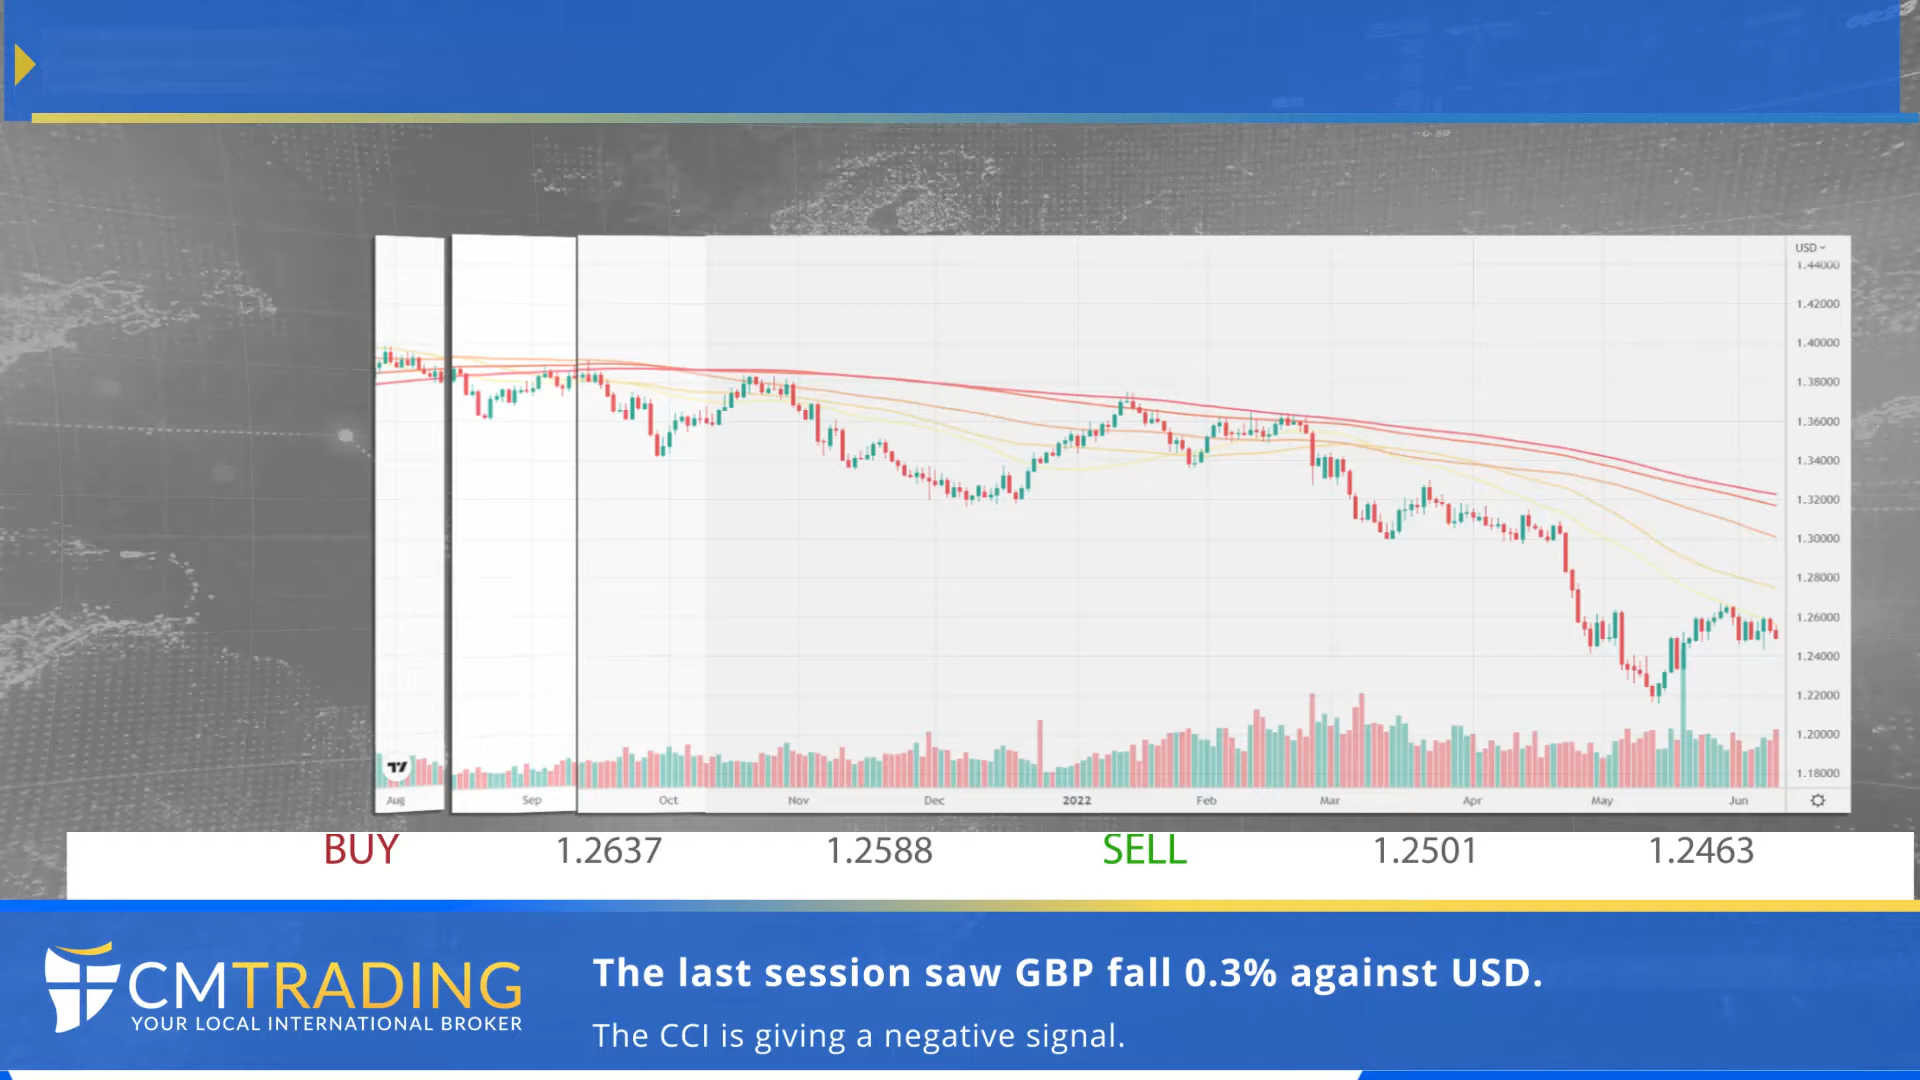 USD
1.44000
1.42000
1.40000
1.38000
1.36000
1.34000
1.32000
1.30000
1.28000
1.26000
1.24000
1.22000
1.20000
1.18000
Aug Sep Oct Nov Dec 2022 Feb Mar Apr May Jun
BUY 1.2637 1.2588 SELL 1.2501 1.2463
CMTRADING
YOUR LOCAL INTERNATIONAL BROKER
The last session saw GBP fall 0.3% against USD.
The CCI is giving a negative signal.